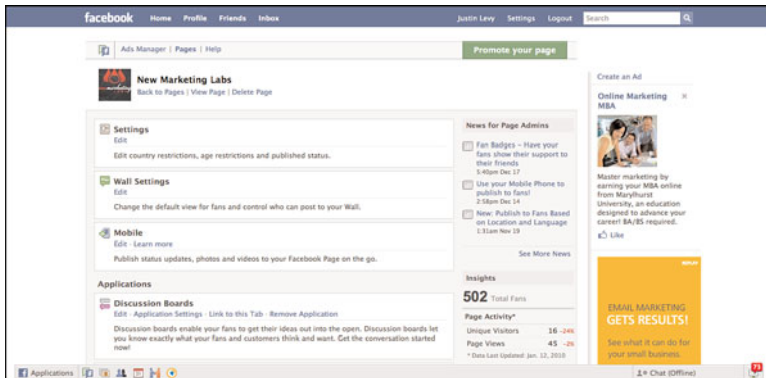 facebook Home Profile Friends Inbox Justin Levy Settings Logout Search
Ads Manager | Pages | Help
Promote your page
New Marketing Labs
Back to Pages | View Page | Delete Page
Settings
Edit
Edit country restrictions, age restrictions and published status.
Wall Settings
Edit
Change the default view for fans and control who can post to your Wall.
Mobile
Edit · Learn more
Publish status updates, photos and videos to your Facebook Page on the go.
Applications
Discussion Boards
Edit · Application Settings · Link to this Tab · Remove Application
Discussion boards enable your fans to get their ideas out into the open. Discussion boards let
you know exactly what your fans and customers think and want. Get the conversation started
now!
News for Page Admins
Fan Badges – Have your
fans show their support to
their friends
5:40pm Dec 17
Use your Mobile Phone to
publish to fans!
2:58pm Dec 14
New: Publish to Fans Based
on Location and Language
1:31am Nov 19
See More News
Insights
502 Total Fans
Page Activity*
Unique Visitors 16 -24%
Page Views 45 -2%
* Data Last Updated: Jan. 12, 2010
Create an Ad
Online Marketing
MBA
Master marketing by
earning your MBA online
from Marylhurst
University, an education
designed to advance your
career! BA/BS required.
Like
EMAIL MARKETING
GETS RESULTS!
See what it can do for
your small business.
Applications
Chat (Offline)
73